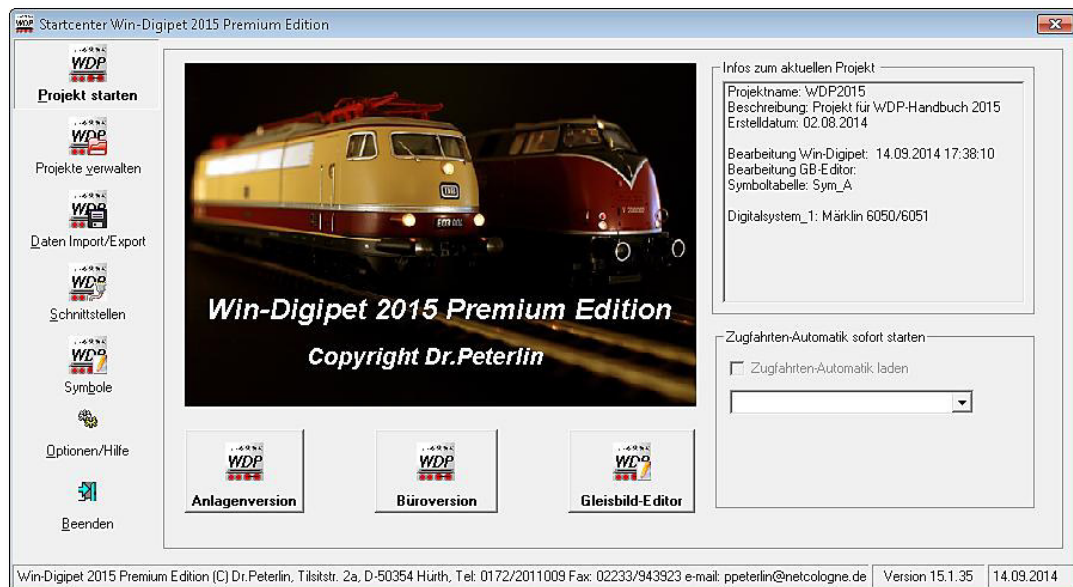 Startcenter Win-Digipet 2015 Premium Edition
WDP
Projekt starten
WDP
Projekte verwalten
WDP
Daten Import/Export
WDP
Schnittstellen
WDP
Symbole
Optionen/Hilfe
Beenden
DB
E03 001
Win-Digipet 2015 Premium Edition
Copyright Dr.Peterlin
WDP
Anlagenversion
WDP
Büroversion
WDP
Gleisbild-Editor
Infos zum aktuellen Projekt
Projektname: WDP2015
Beschreibung: Projekt für WDP-Handbuch 2015
Erstelldatum: 02.08.2014
Bearbeitung Win-Digipet: 14.09.2014 17:38:10
Bearbeitung GB-Editor:
Symboltabelle: Sym_A
Digitalsystem_1: Märklin 6050/6051
Zugfahrten-Automatik sofort starten
Zugfahrten-Automatik laden
Win-Digipet 2015 Premium Edition (C) Dr.Peterlin, Tilsitstr. 2a, D-50354 Hürth, Tel: 0172/2011009 Fax: 02233/943923 e-mail: ppeterlin@netcologne.de
Version 15.1.35
14.09.2014